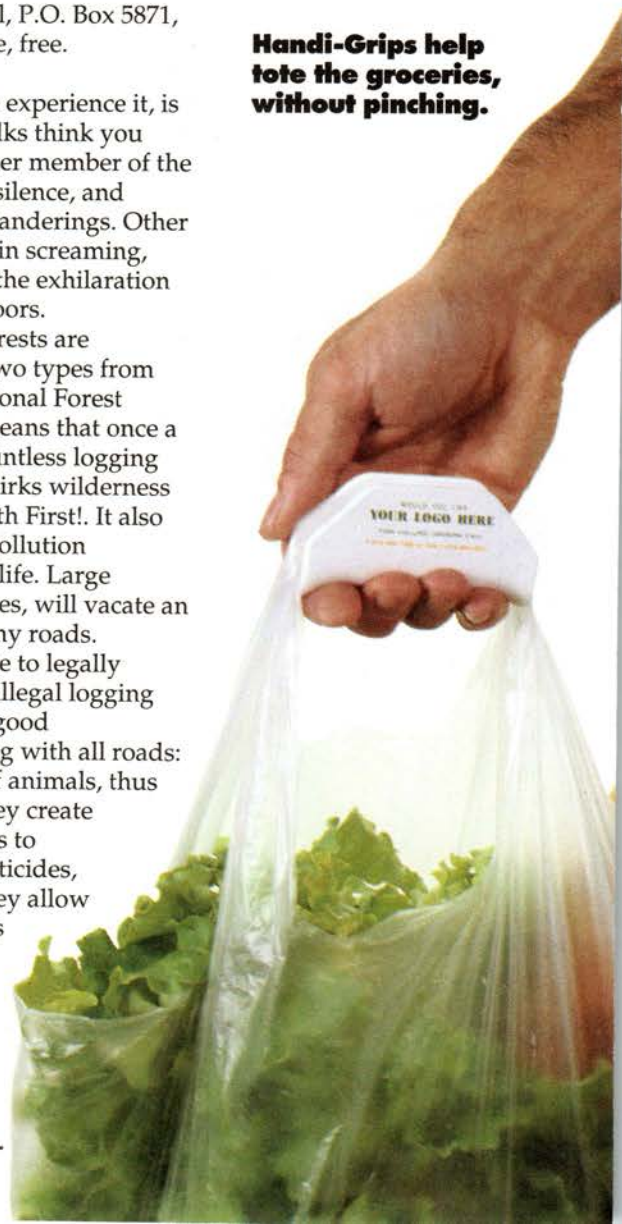 l, P.O. Box 5871,
e, free.
experience it, is
lks think you
er member of the
silence, and
anderings. Other
in screaming,
the exhilaration
oors.
rests are
wo types from
onal Forest
eans that once a
ntless logging
irks wilderness
th First!. It also
ollution
life. Large
es, will vacate an
ny roads.
e to legally
illegal logging
good
g with all roads:
f animals, thus
ey create
s to
ticides,
ey allow
s
Handi-Grips help
tote the groceries,
without pinching.
YOUR LOGO HERE